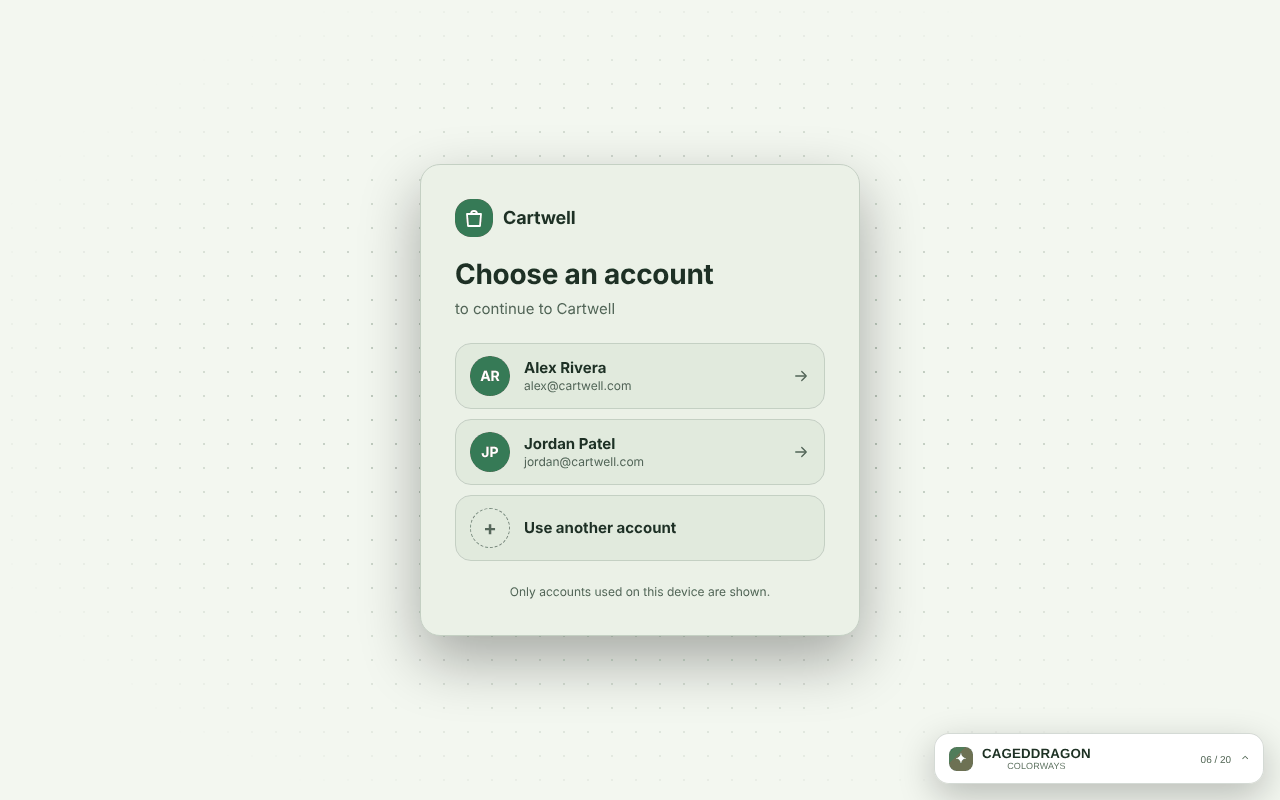 Cartwell
Choose an account
to continue to Cartwell
AR
Alex Rivera
alex@cartwell.com
JP
Jordan Patel
jordan@cartwell.com
+
Use another account
Only accounts used on this device are shown.
CAGEDDRAGON
COLORWAYS
06 / 20